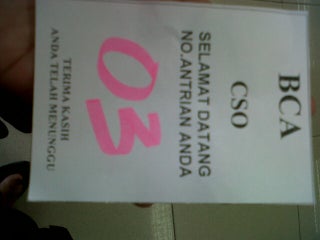 BCA
CSO
SELAMAT DATANG
NO.ANTRIAN ANDA
03
TERIMA KASIH
ANDA TELAH MENUNGGU